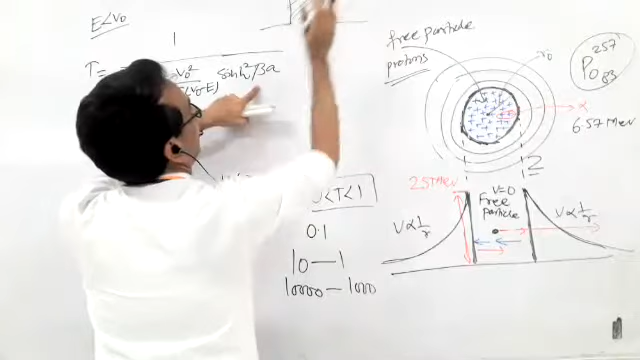 E<V₀
1
T=
V₀² sinh²βa
(V₀-E)
<T<1
0.1
10 — 1
10000 — 1000
free particle
protons
r₀
Po 257 83
α
6.57 MeV
25 MeV
V=0
Free
particle
V∝1/r
V∝1/r